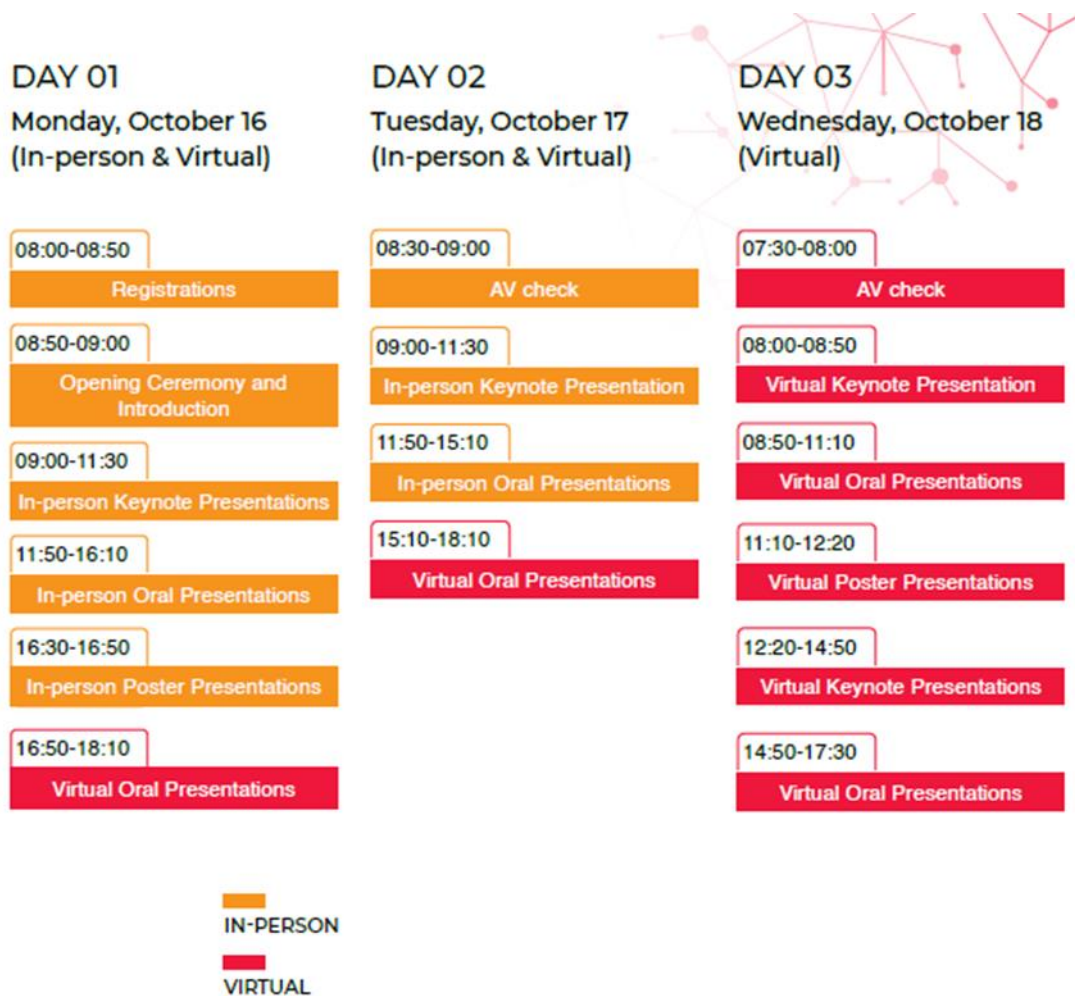 DAY 01
Monday, October 16
(In-person & Virtual)
08:00-08:50
Registrations
08:50-09:00
Opening Ceremony and
Introduction
09:00-11:30
In-person Keynote Presentations
11:50-16:10
In-person Oral Presentations
16:30-16:50
In-person Poster Presentations
16:50-18:10
Virtual Oral Presentations
DAY 02
Tuesday, October 17
(In-person & Virtual)
08:30-09:00
AV check
09:00-11:30
In-person Keynote Presentation
11:50-15:10
In-person Oral Presentations
15:10-18:10
Virtual Oral Presentations
DAY 03
Wednesday, October 18
(Virtual)
07:30-08:00
AV check
08:00-08:50
Virtual Keynote Presentation
08:50-11:10
Virtual Oral Presentations
11:10-12:20
Virtual Poster Presentations
12:20-14:50
Virtual Keynote Presentations
14:50-17:30
Virtual Oral Presentations
IN-PERSON
VIRTUAL